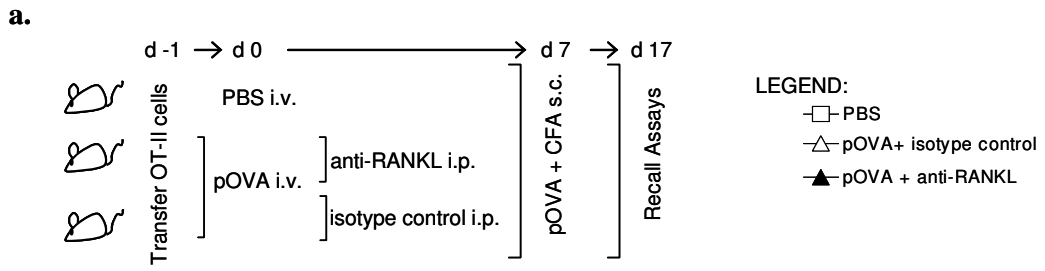 a.
d -1 → d 0 → d 7 → d 17
Transfer OT-II cells
PBS i.v.
pOVA i.v.
anti-RANKL i.p.
isotype control i.p.
pOVA + CFA s.c.
Recall Assays
LEGEND:
PBS
pOVA+ isotype control
pOVA + anti-RANKL